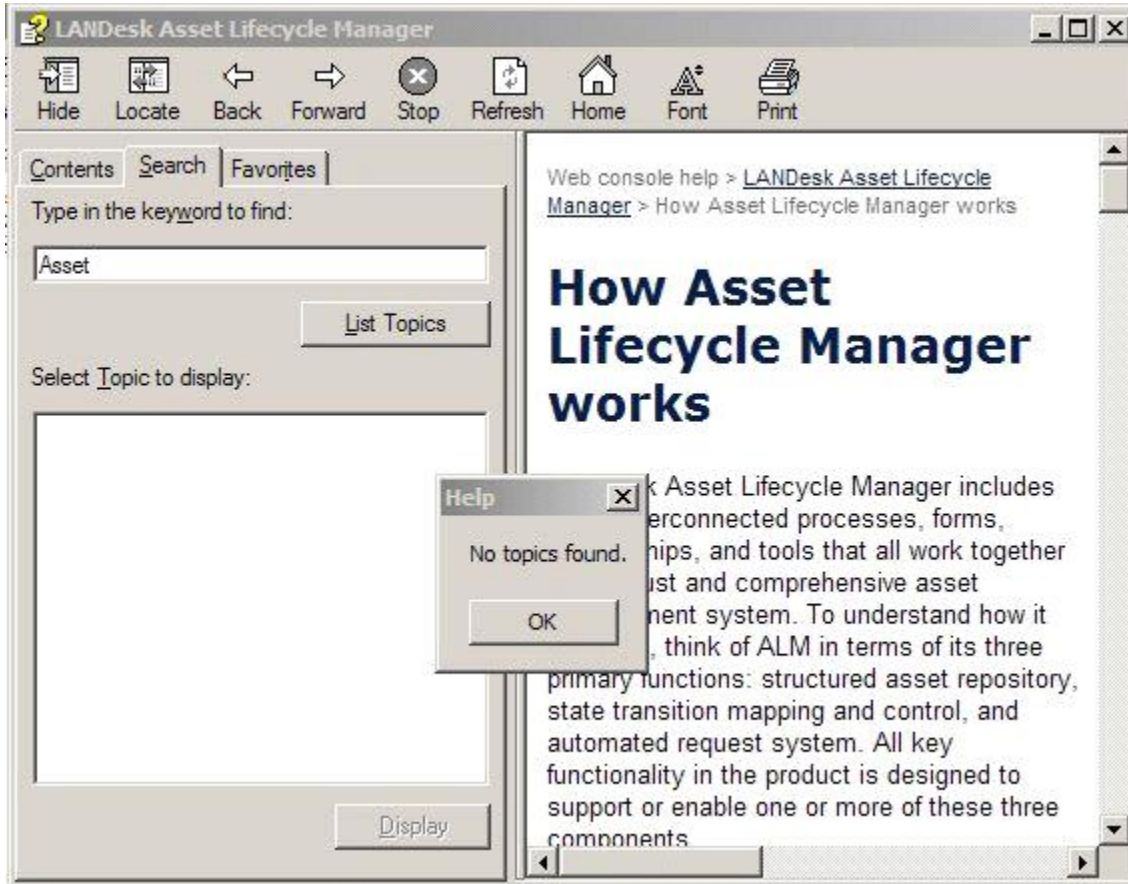 LANDesk Asset Lifecycle Manager
Hide Locate Back Forward Stop Refresh Home Font Print
Contents Search Favorites
Type in the keyword to find:
Asset
List Topics
Select Topic to display:
Display
Web console help > LANDesk Asset Lifecycle
Manager > How Asset Lifecycle Manager works
How Asset
Lifecycle Manager
works
Asset Lifecycle Manager includes
processes, forms,
and tools that all work together
and comprehensive asset
system. To understand how it
, think of ALM in terms of its three
primary functions: structured asset repository,
state transition mapping and control, and
automated request system. All key
functionality in the product is designed to
support or enable one or more of these three
components
Help
No topics found.
OK